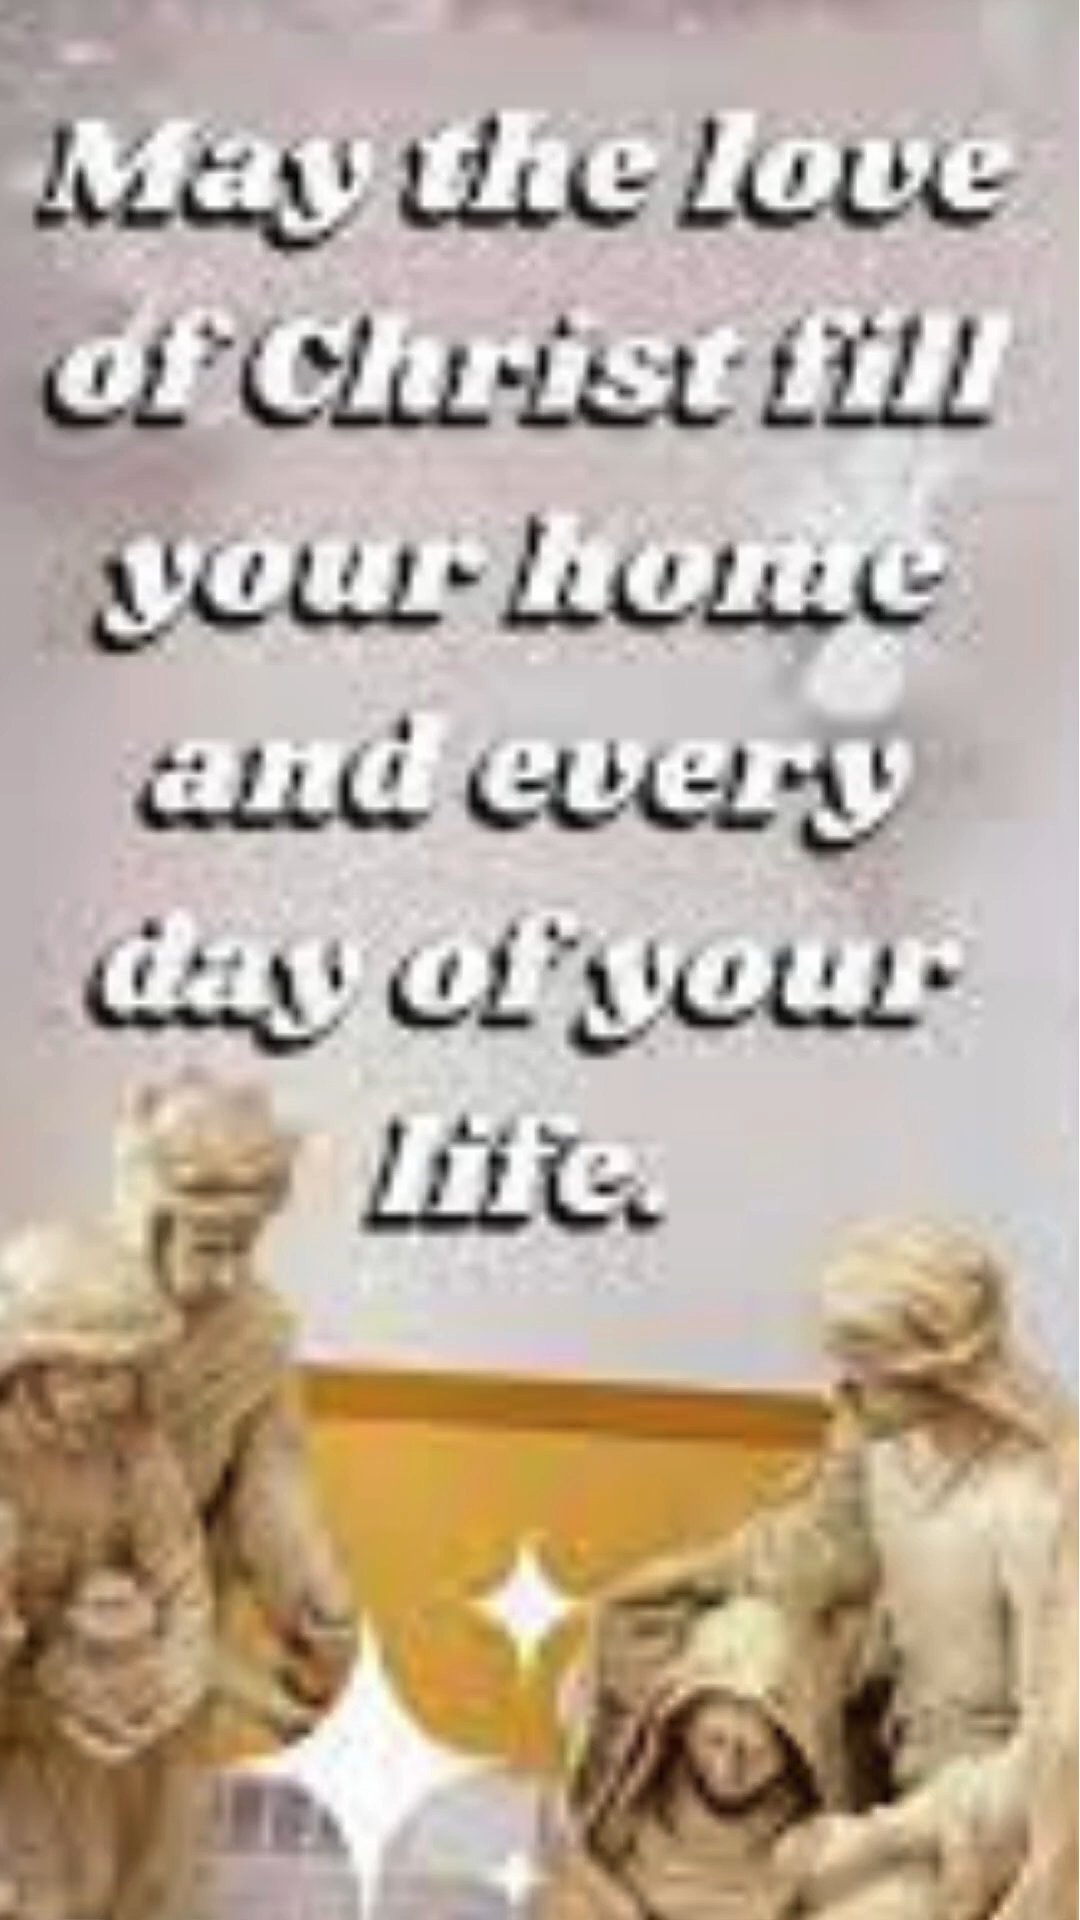 May the love
of Christ fill
your home
and every
day of your
life.